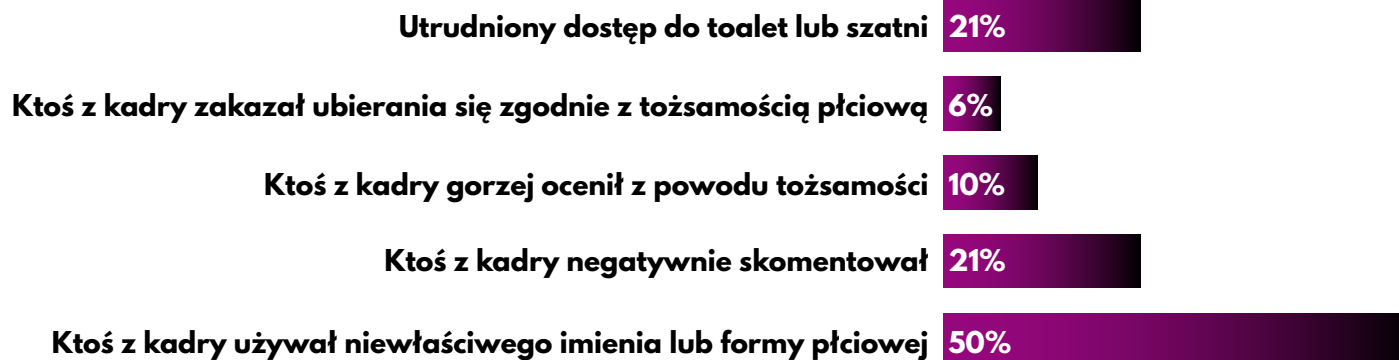 Utrudniony dostęp do toalet lub szatni 21%
Ktoś z kadry zakazał ubierania się zgodnie z tożsamością płciową 6%
Ktoś z kadry gorzej ocenił z powodu tożsamości 10%
Ktoś z kadry negatywnie skomentował 21%
Ktoś z kadry używał niewłaściwego imienia lub formy płciowej 50%